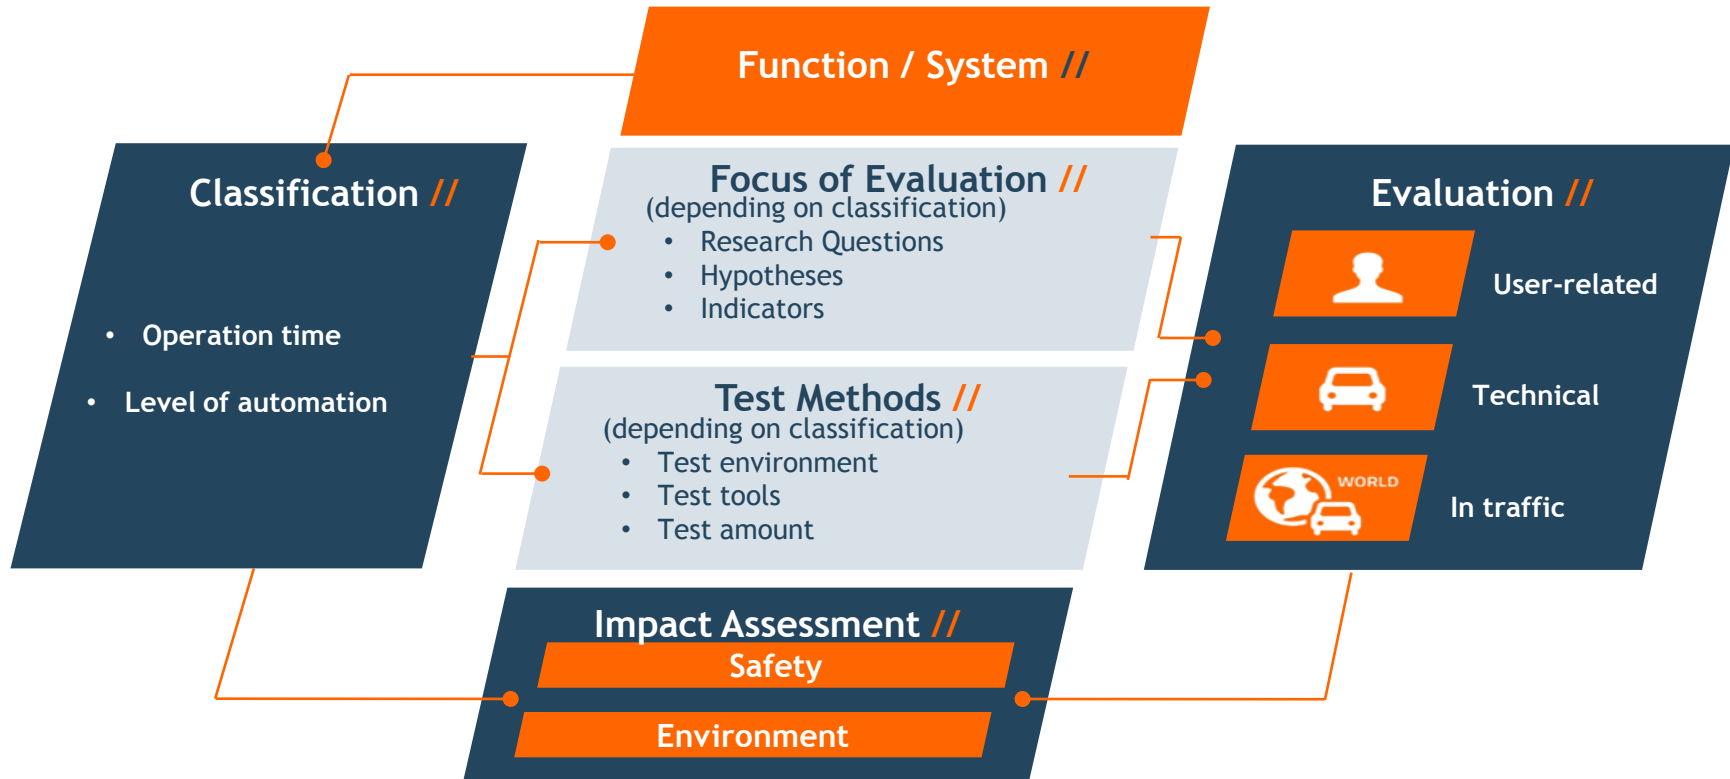 Function / System //
Classification //
• Operation time
• Level of automation
Focus of Evaluation //
(depending on classification)
• Research Questions
• Hypotheses
• Indicators
Test Methods //
(depending on classification)
• Test environment
• Test tools
• Test amount
Evaluation //
User-related
Technical
WORLD
In traffic
Impact Assessment //
Safety
Environment